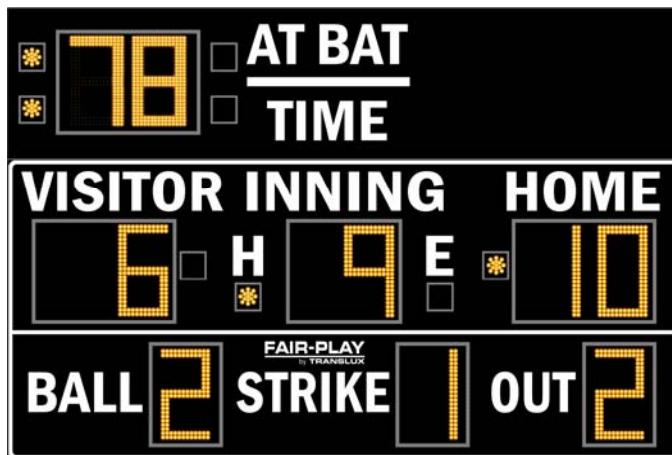 78 AT BAT
TIME
VISITOR INNING HOME
6 H 9 E 10
FAIR-PLAY
by TRANSLUX
BALL 2 STRIKE 1 OUT 2